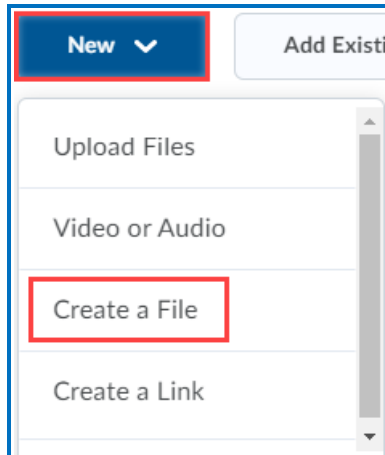 New
Add Existi
Upload Files
Video or Audio
Create a File
Create a Link